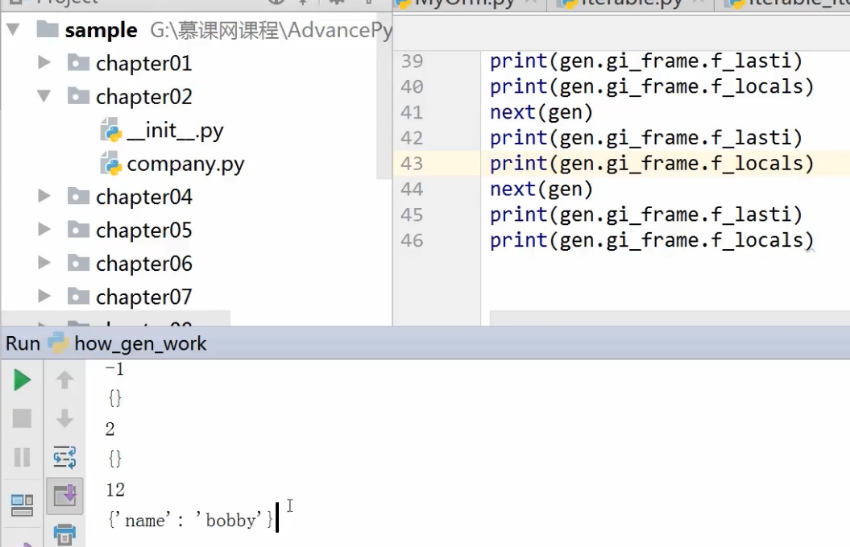 Project
sample G:\慕课网课程\AdvancePy
chapter01
chapter02
__init__.py
company.py
chapter04
chapter05
chapter06
chapter07
MyOrm.py
iterable.py
39 print(gen.gi_frame.f_lasti)
40 print(gen.gi_frame.f_locals)
41 next(gen)
42 print(gen.gi_frame.f_lasti)
43 print(gen.gi_frame.f_locals)
44 next(gen)
45 print(gen.gi_frame.f_lasti)
46 print(gen.gi_frame.f_locals)
Run how_gen_work
-1
{}
2
{}
12
{'name': 'bobby'}